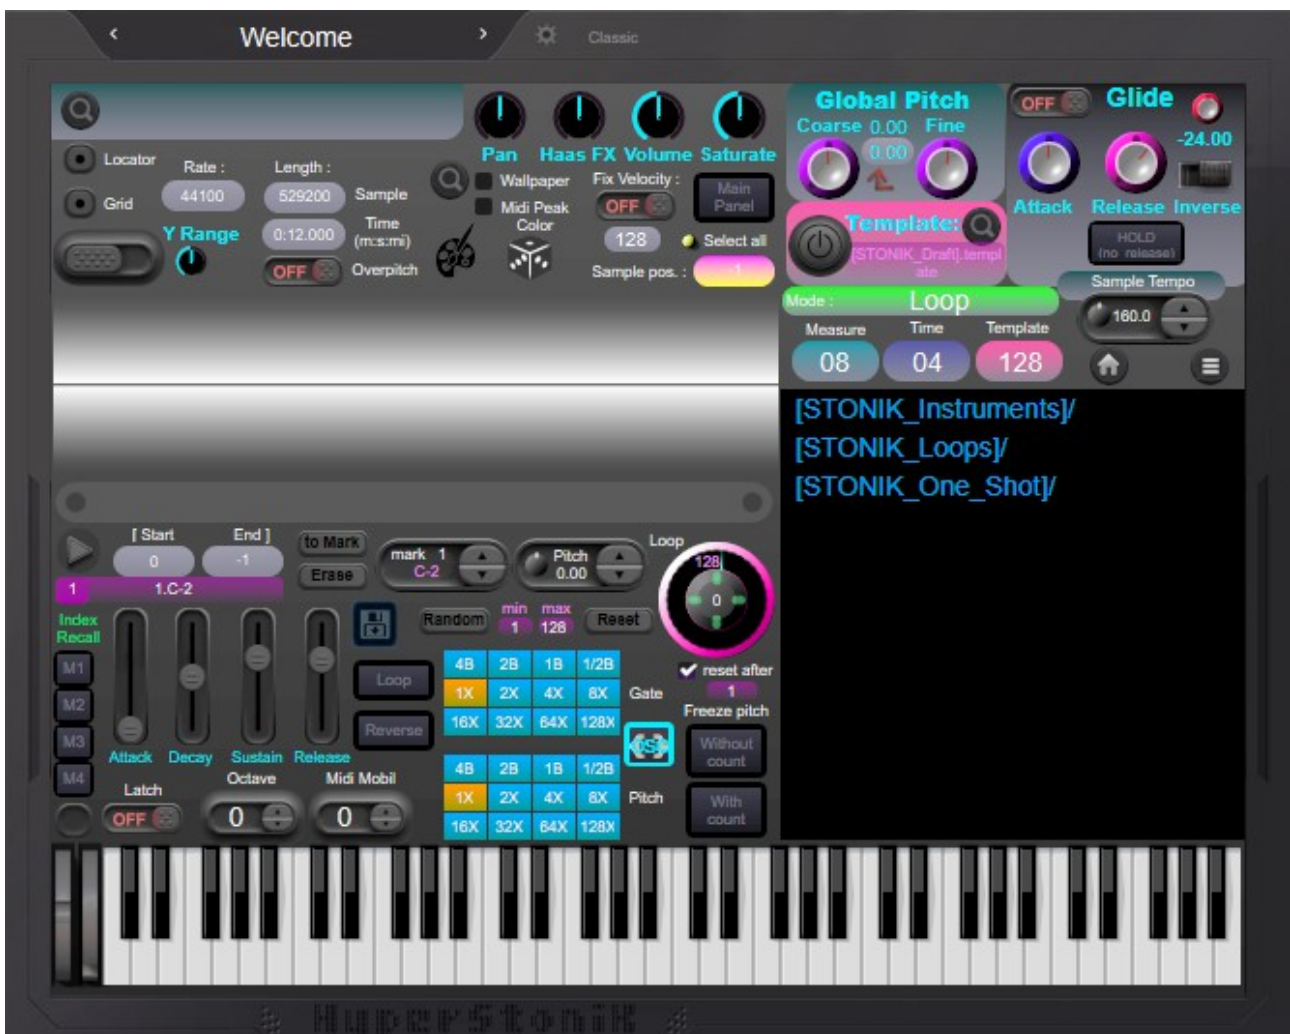 Welcome
Classic
Global Pitch
OFF
Glide
Coarse 0.00 Fine
0.00
-24.00
Locator
Rate :
Length :
Pan Haas FX Volume Saturate
Wallpaper
Fix Velocity :
Main
Panel
Grid
44100
529200
Sample
Midi Peak
OFF
Attack Release Inverse
Color
Template:
HOLD
(no release)
Y Range
0:12.000
Time
(m:s:mi)
128
Select all
[STONIK_Draft].templ
ate
OFF
Overpitch
Sample pos. :
-1
Sample Tempo
160.0
Mode :
Loop
Measure
Time
Template
08
04
128
[STONIK_Instruments]/
[STONIK_Loops]/
[STONIK_One_Shot]/
[ Start
End ]
to Mark
mark 1
C-2
Pitch
0.00
Loop
0
-1
Erase
128
0
1
1.C-2
Index
Recall
Random
min
1
max
128
Reset
M1
M2
M3
M4
Loop
Reverse
4B 2B 1B 1/2B
1X 2X 4X 8X
16X 32X 64X 128X
Gate
reset after
1
Freeze pitch
Without
count
With
count
Attack Decay Sustain Release
Latch
Octave
Midi Mobil
OFF
0
0
4B 2B 1B 1/2B
1X 2X 4X 8X
16X 32X 64X 128X
Pitch
HyperStoniK